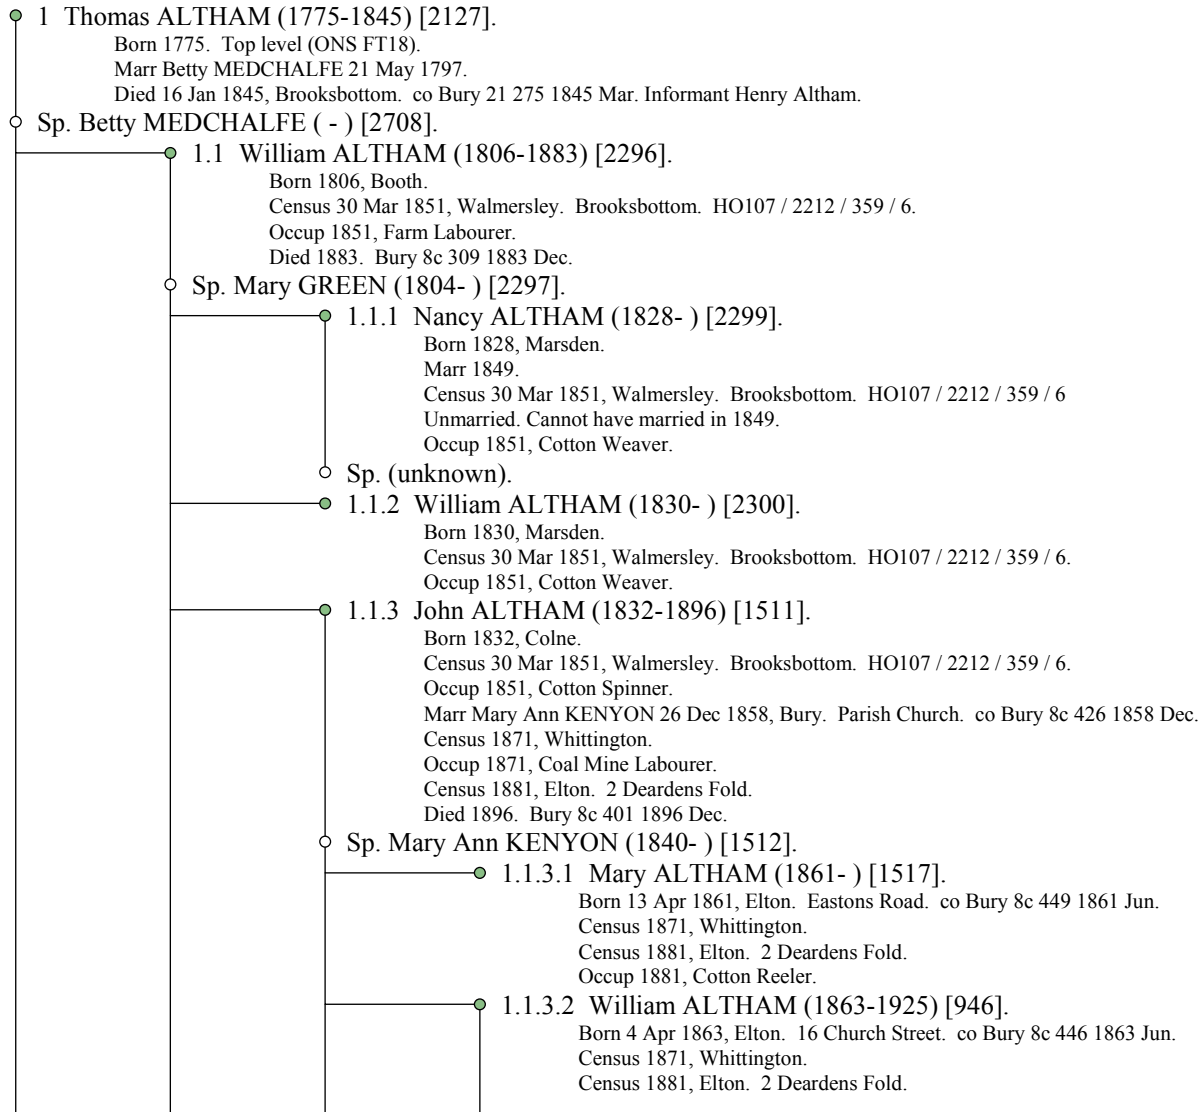 1 Thomas ALTHAM (1775-1845) [2127].
Born 1775. Top level (ONS FT18).
Marr Betty MEDCHALFE 21 May 1797.
Died 16 Jan 1845, Brooksbottom. co Bury 21 275 1845 Mar. Informant Henry Altham.
Sp. Betty MEDCHALFE ( - ) [2708].
1.1 William ALTHAM (1806-1883) [2296].
Born 1806, Booth.
Census 30 Mar 1851, Walmersley. Brooksbottom. HO107 / 2212 / 359 / 6.
Occup 1851, Farm Labourer.
Died 1883. Bury 8c 309 1883 Dec.
Sp. Mary GREEN (1804- ) [2297].
1.1.1 Nancy ALTHAM (1828- ) [2299].
Born 1828, Marsden.
Marr 1849.
Census 30 Mar 1851, Walmersley. Brooksbottom. HO107 / 2212 / 359 / 6
Unmarried. Cannot have married in 1849.
Occup 1851, Cotton Weaver.
Sp. (unknown).
1.1.2 William ALTHAM (1830- ) [2300].
Born 1830, Marsden.
Census 30 Mar 1851, Walmersley. Brooksbottom. HO107 / 2212 / 359 / 6.
Occup 1851, Cotton Weaver.
1.1.3 John ALTHAM (1832-1896) [1511].
Born 1832, Colne.
Census 30 Mar 1851, Walmersley. Brooksbottom. HO107 / 2212 / 359 / 6.
Occup 1851, Cotton Spinner.
Marr Mary Ann KENYON 26 Dec 1858, Bury. Parish Church. co Bury 8c 426 1858 Dec.
Census 1871, Whittington.
Occup 1871, Coal Mine Labourer.
Census 1881, Elton. 2 Deardens Fold.
Died 1896. Bury 8c 401 1896 Dec.
Sp. Mary Ann KENYON (1840- ) [1512].
1.1.3.1 Mary ALTHAM (1861- ) [1517].
Born 13 Apr 1861, Elton. Eastons Road. co Bury 8c 449 1861 Jun.
Census 1871, Whittington.
Census 1881, Elton. 2 Deardens Fold.
Occup 1881, Cotton Reeler.
1.1.3.2 William ALTHAM (1863-1925) [946].
Born 4 Apr 1863, Elton. 16 Church Street. co Bury 8c 446 1863 Jun.
Census 1871, Whittington.
Census 1881, Elton. 2 Deardens Fold.